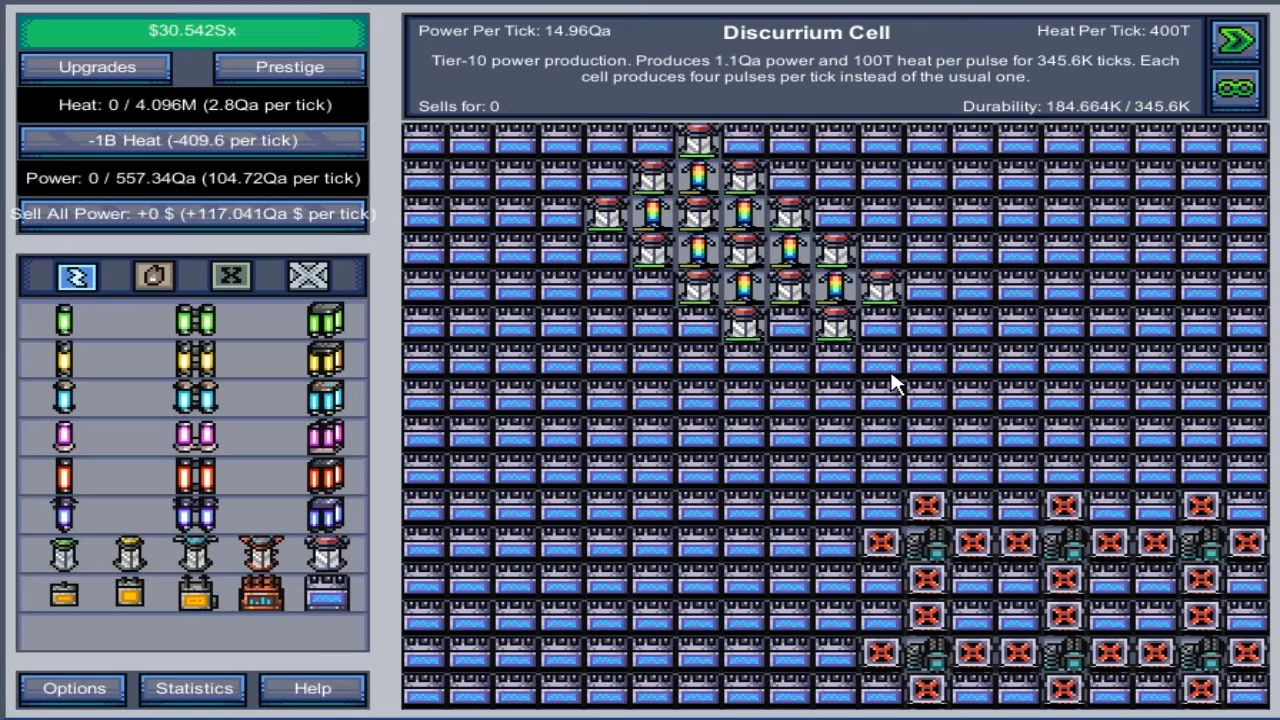 $30.542Sx
Upgrades
Prestige
Heat: 0 / 4.096M (2.8Qa per tick)
-1B Heat (-409.6 per tick)
Power: 0 / 557.34Qa (104.72Qa per tick)
Sell All Power: +0 $ (+117.041Qa $ per tick)
Options
Statistics
Help
Power Per Tick: 14.96Qa
Discurrium Cell
Heat Per Tick: 400T
Tier-10 power production. Produces 1.1Qa power and 100T heat per pulse for 345.6K ticks. Each
cell produces four pulses per tick instead of the usual one.
Sells for: 0
Durability: 184.664K / 345.6K